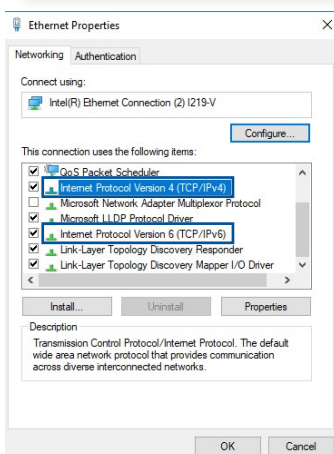 Ethernet Properties
Networking Authentication
Connect using:
Intel(R) Ethernet Connection (2) I219-V
Configure...
This connection uses the following items:
QoS Packet Scheduler
Internet Protocol Version 4 (TCP/IPv4)
Microsoft Network Adapter Multiplexor Protocol
Microsoft LLDP Protocol Driver
Internet Protocol Version 6 (TCP/IPv6)
Link-Layer Topology Discovery Responder
Link-Layer Topology Discovery Mapper I/O Driver
Install... Uninstall Properties
Description
Transmission Control Protocol/Internet Protocol. The default
wide area network protocol that provides communication
across diverse interconnected networks.
OK Cancel